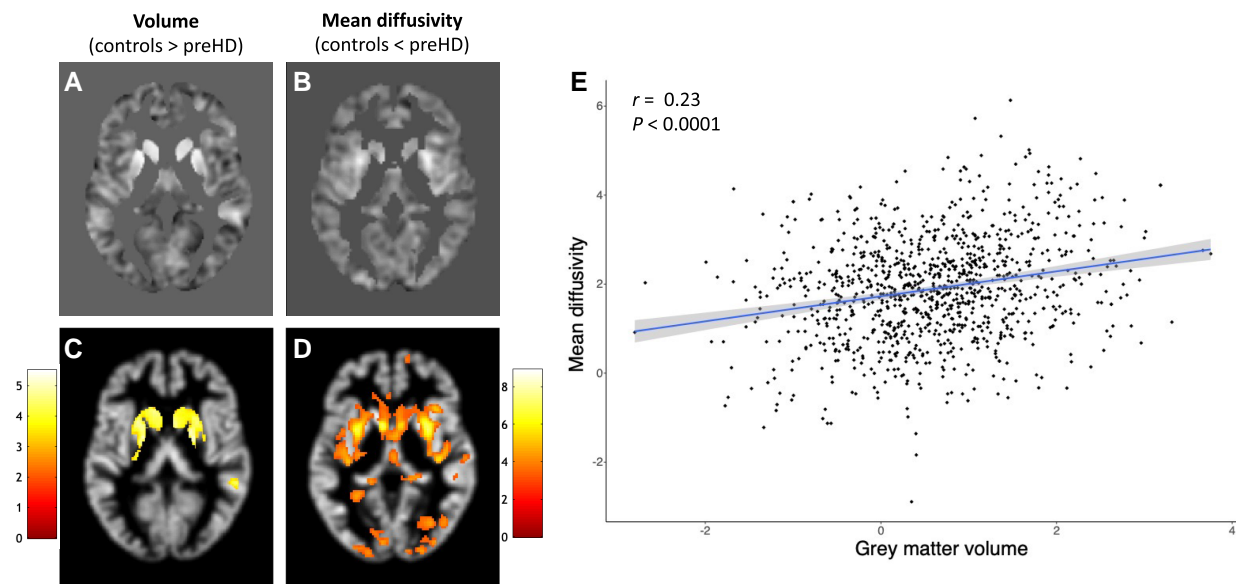 Volume
(controls > preHD)
Mean diffusivity
(controls < preHD)
A
B
C
D
5
4
3
2
1
0
8
6
4
2
0
E
r = 0.23
P < 0.0001
6
4
2
0
-2
Mean diffusivity
-2
0
2
4
Grey matter volume